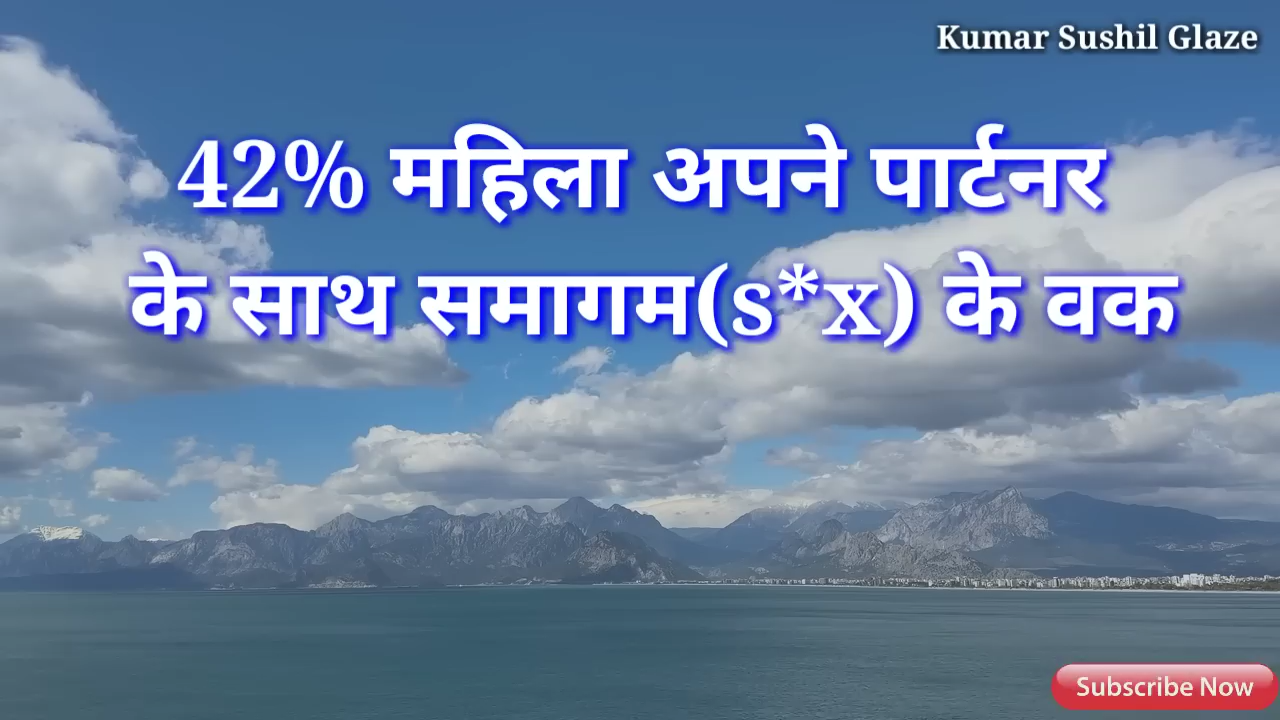 Kumar Sushil Glaze
42% महिला अपने पार्टनर
के साथ समागम(s*x) के वक
Subscribe Now